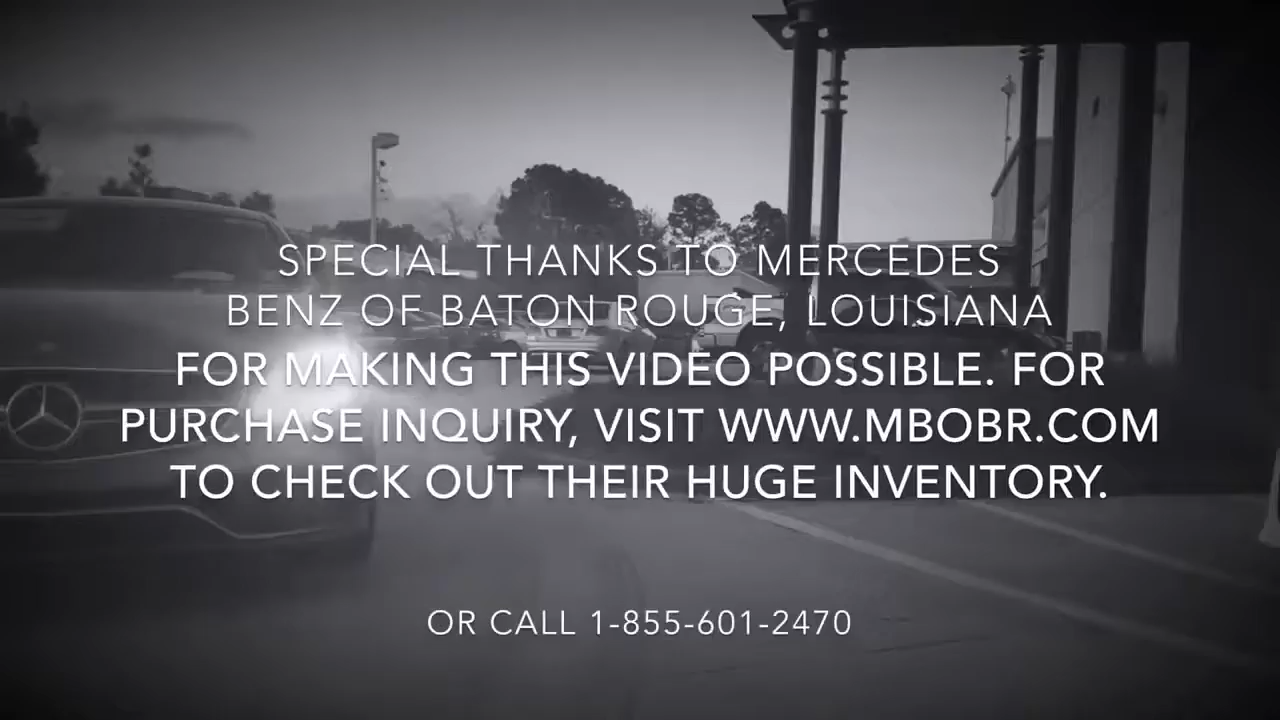 SPECIAL THANKS TO MERCEDES
BENZ OF BATON ROUGE, LOUISIANA
FOR MAKING THIS VIDEO POSSIBLE. FOR
PURCHASE INQUIRY, VISIT WWW.MBOBR.COM
TO CHECK OUT THEIR HUGE INVENTORY.
OR CALL 1-855-601-2470